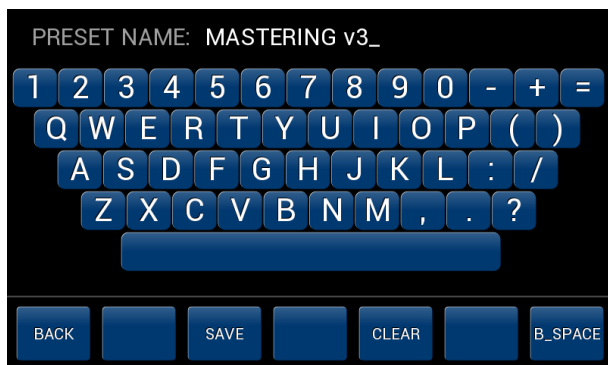 PRESET NAME: MASTERING v3_
1 2 3 4 5 6 7 8 9 0 - + =
Q W E R T Y U I O P ( )
A S D F G H J K L : /
Z X C V B N M , . ?
BACK SAVE CLEAR B_SPACE